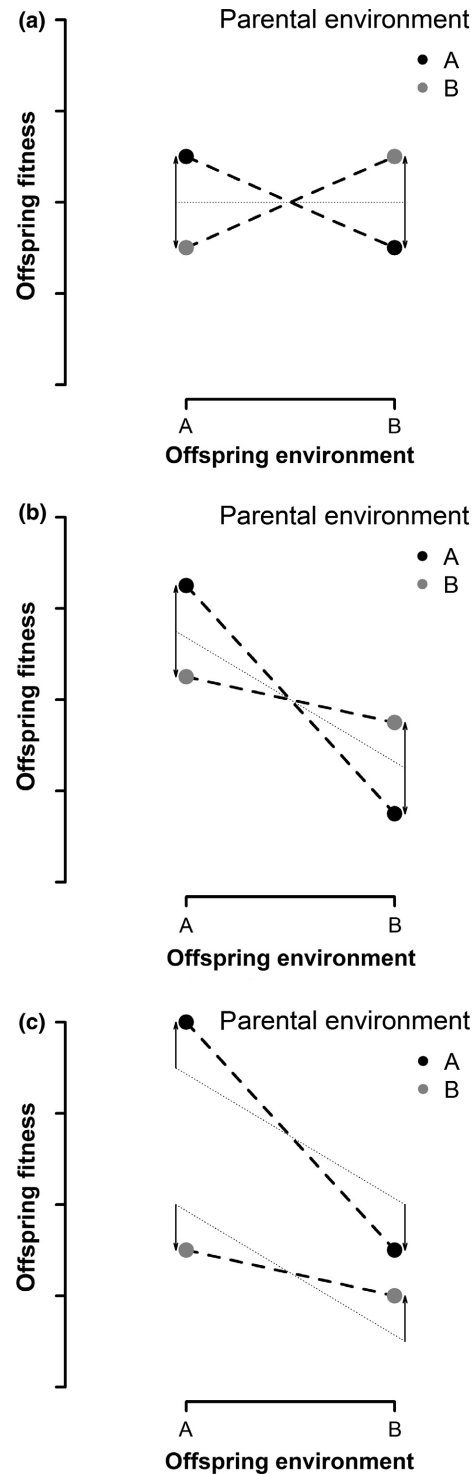 (a)
Parental environment
A
B
Offspring fitness
A B
Offspring environment
(b)
Parental environment
A
B
Offspring fitness
A B
Offspring environment
(c)
Parental environment
A
B
Offspring fitness
A B
Offspring environment